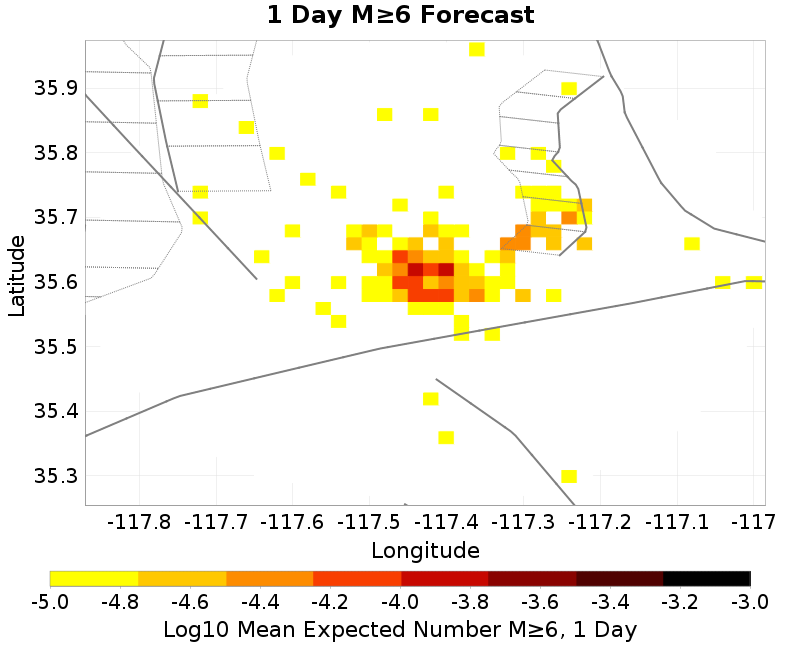 1 Day M≥6 Forecast
35.9
35.8
35.7
35.6
35.5
35.4
35.3
Latitude
-117.8 -117.7 -117.6 -117.5 -117.4 -117.3 -117.2 -117.1 -117
Longitude
-5.0 -4.8 -4.6 -4.4 -4.2 -4.0 -3.8 -3.6 -3.4 -3.2 -3.0
Log10 Mean Expected Number M≥6, 1 Day